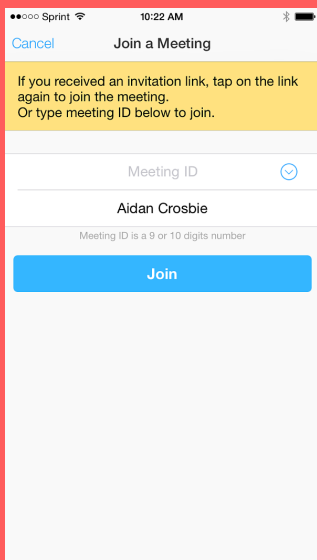 Sprint 10:22 AM
Cancel Join a Meeting
If you received an invitation link, tap on the link
again to join the meeting.
Or type meeting ID below to join.
Meeting ID
Aidan Crosbie
Meeting ID is a 9 or 10 digits number
Join